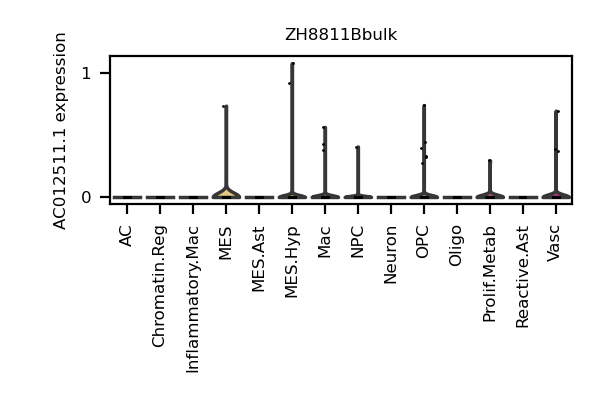 ZH8811Bbulk
AC012511.1 expression
1
0
AC
Chromatin.Reg
Inflammatory.Mac
MES
MES.Ast
MES.Hyp
Mac
NPC
Neuron
OPC
Oligo
Prolif.Metab
Reactive.Ast
Vasc